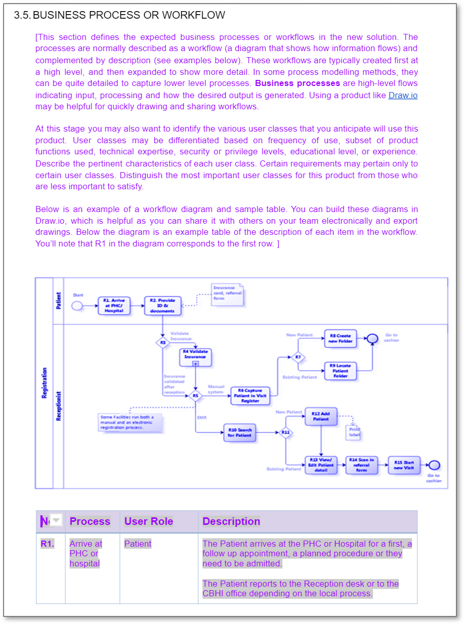 3.5. BUSINESS PROCESS OR WORKFLOW
[This section defines the expected business processes or workflows in the new solution. The
processes are normally described as a workflow (a diagram that shows how information flows) and
complemented by description (see examples below). These workflows are typically created first at
a high level, and then expanded to show more detail. In some process modelling methods, they
can be quite detailed to capture lower level processes. Business processes are high-level flows
indicating input, processing and how the desired output is generated. Using a product like Draw.io
may be helpful for quickly drawing and sharing workflows.
At this stage you may also want to identify the various user classes that you anticipate will use this
product. User classes may be differentiated based on frequency of use, subset of product
functions used, technical expertise, security or privilege levels, educational level, or experience.
Describe the pertinent characteristics of each user class. Certain requirements may pertain only to
certain user classes. Distinguish the most important user classes for this product from those who
are less important to satisfy.
Below is an example of a workflow diagram and sample table. You can build these diagrams in
Draw.io, which is helpful as you can share it with others on your team electronically and export
drawings. Below the diagram is an example table of the description of each item in the workflow.
You'll note that R1 in the diagram corresponds to the first row. ]
Registration
Patient
Receptionist
Start
R1. Arrive
at PHC/
Hospital
R2. Provide
ID &
documents
Insurance
card, referral
form
Validate
Insurance
R3
R4 Validate
Insurance
Insurance
validated
after
reception
R5
Manual
system
Some Facilities run both a
manual and an electronic
registration process.
R6 Capture
Patient in Visit
Register
New Patient
R7
Existing Patient
R8 Create
new Folder
R9 Locate
Patient
Folder
Go to
cashier
R10 Search
for Patient
R11
New Patient
Existing Patient
R12 Add
Patient
Print
label
R13 View/
Edit Patient
detail
R14 Scan in
referral
form
R15 Start
new Visit
Go to
cashier
Process User Role Description
R1. Arrive at PHC or hospital Patient The Patient arrives at the PHC or Hospital for a first, a
follow up appointment, a planned procedure or they
need to be admitted.
The Patient reports to the Reception desk or to the
CBHI office depending on the local process.